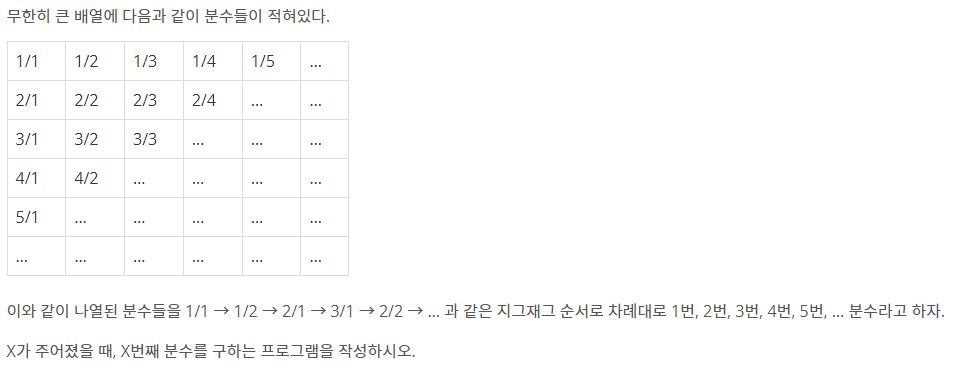 무한히 큰 배열에 다음과 같이 분수들이 적혀있다.
1/1 1/2 1/3 1/4 1/5 ...
2/1 2/2 2/3 2/4 ... ...
3/1 3/2 3/3 ... ... ...
4/1 4/2 ... ... ... ...
5/1 ... ... ... ... ...
... ... ... ... ... ...
이와 같이 나열된 분수들을 1/1 → 1/2 → 2/1 → 3/1 → 2/2 → ... 과 같은 지그재그 순서로 차례대로 1번, 2번, 3번, 4번, 5번, ... 분수라고 하자.
X가 주어졌을 때, X번째 분수를 구하는 프로그램을 작성하시오.